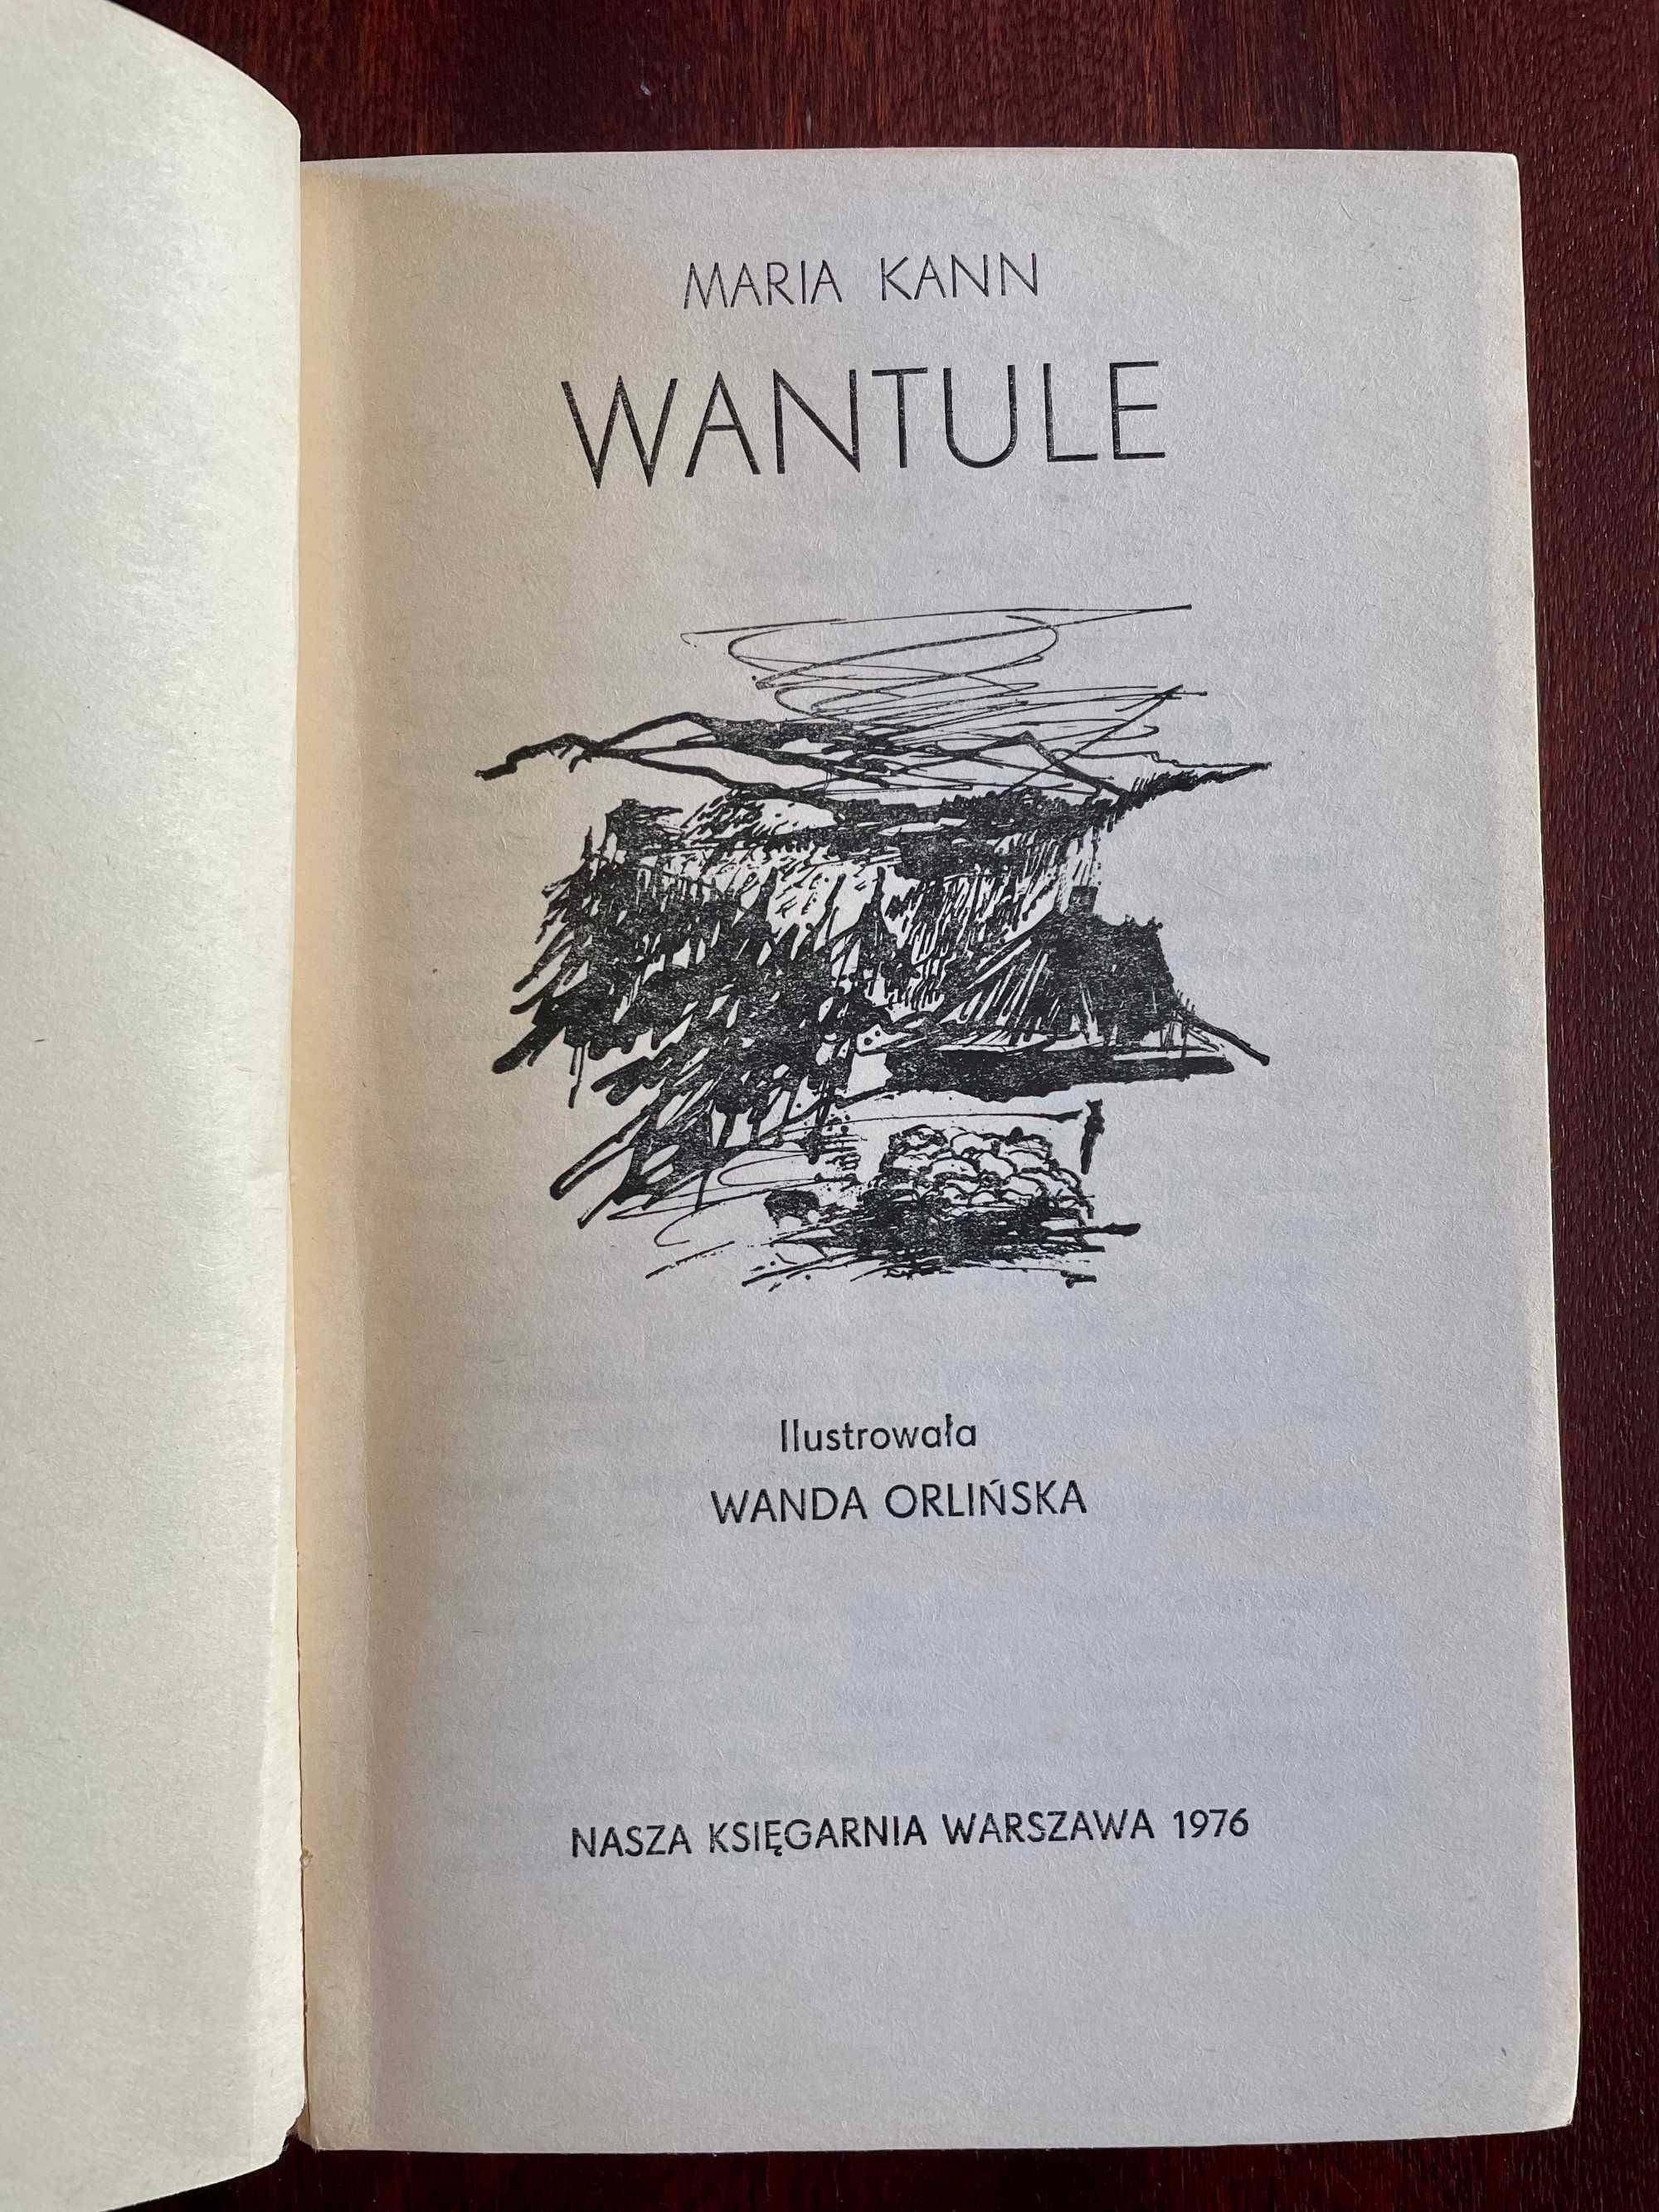 MARIA KANN
WANTULE
Ilustrowała
WANDA ORLIŃSKA
NASZA KSIĘGARNIA WARSZAWA 1976